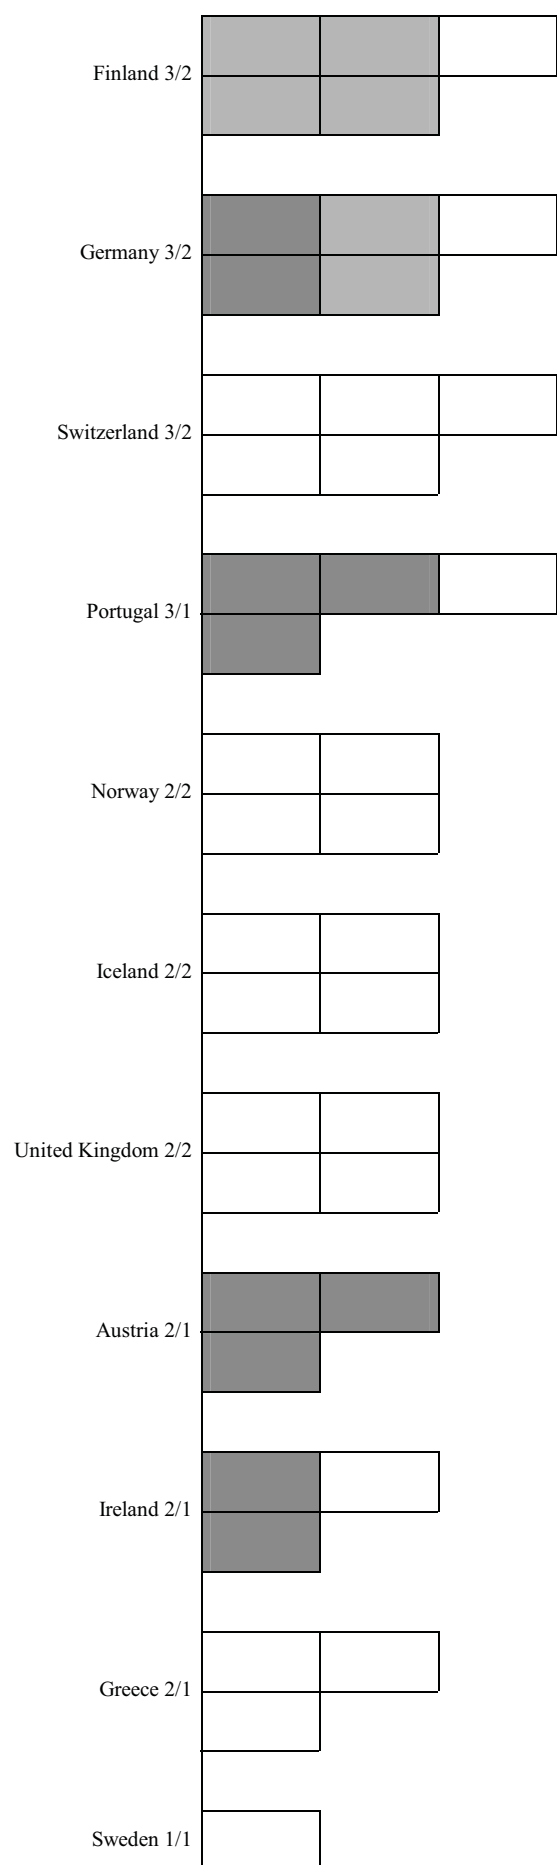 Finland 3/2
Germany 3/2
Switzerland 3/2
Portugal 3/1
Norway 2/2
Iceland 2/2
United Kingdom 2/2
Austria 2/1
Ireland 2/1
Greece 2/1
Sweden 1/1